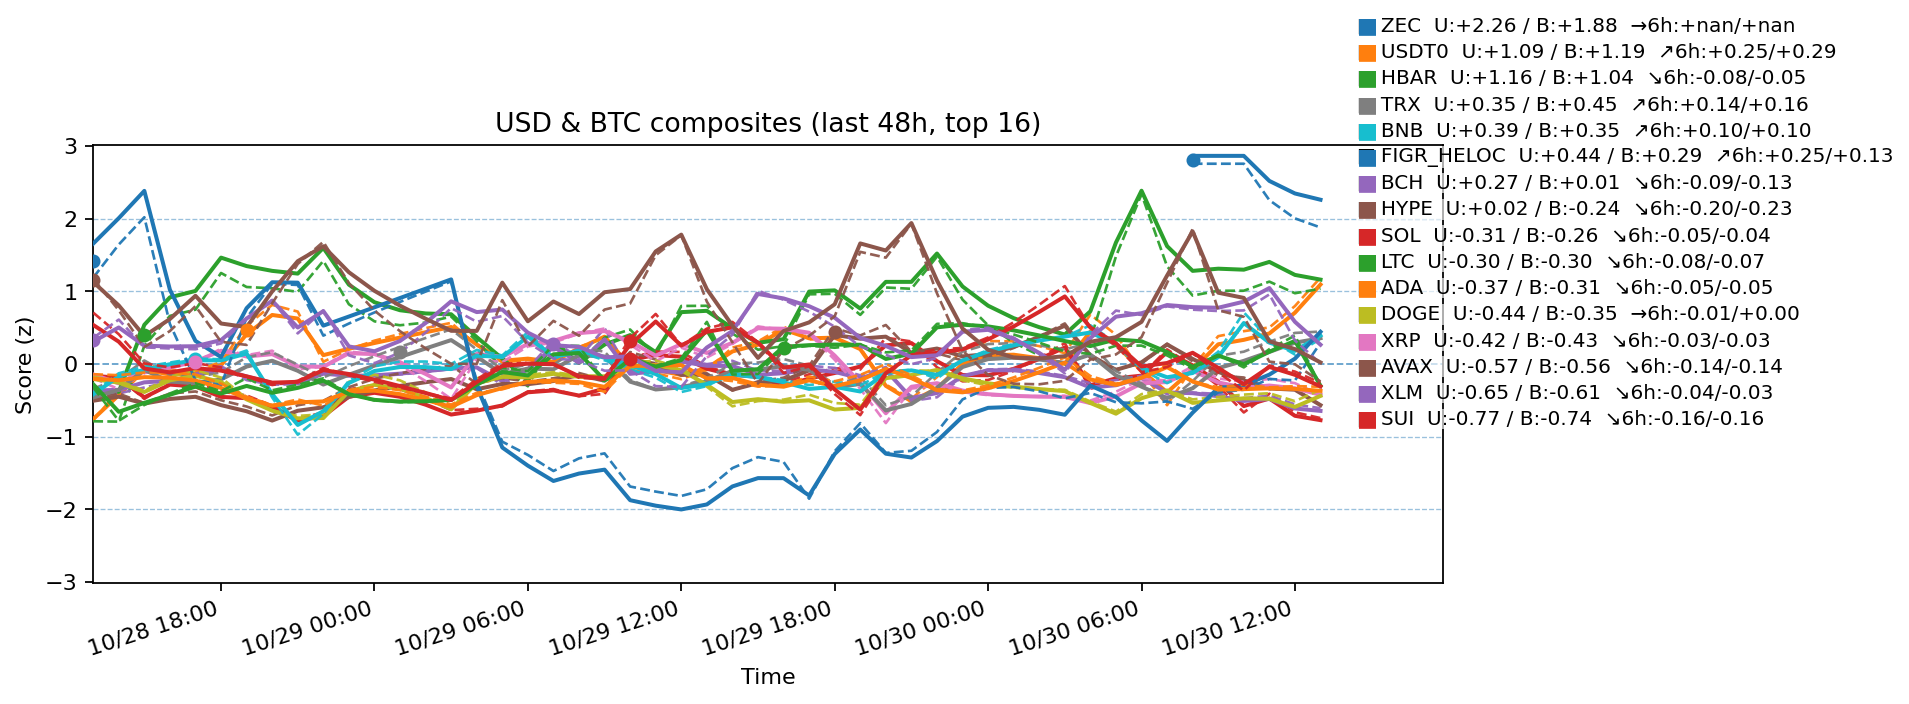 ZEC  U:+2.26 / B:+1.88  →6h:+nan/+nan
USDT0  U:+1.09 / B:+1.19  ↗6h:+0.25/+0.29
HBAR  U:+1.16 / B:+1.04  ↘6h:-0.08/-0.05
TRX  U:+0.35 / B:+0.45  ↗6h:+0.14/+0.16
BNB  U:+0.39 / B:+0.35  ↗6h:+0.10/+0.10
FIGR_HELOC  U:+0.44 / B:+0.29  ↗6h:+0.25/+0.13
BCH  U:+0.27 / B:+0.01  ↘6h:-0.09/-0.13
HYPE  U:+0.02 / B:-0.24  ↘6h:-0.20/-0.23
SOL  U:-0.31 / B:-0.26  ↘6h:-0.05/-0.04
LTC  U:-0.30 / B:-0.30  ↘6h:-0.08/-0.07
ADA  U:-0.37 / B:-0.31  ↘6h:-0.05/-0.05
DOGE  U:-0.44 / B:-0.35  →6h:-0.01/+0.00
XRP  U:-0.42 / B:-0.43  ↘6h:-0.03/-0.03
AVAX  U:-0.57 / B:-0.56  ↘6h:-0.14/-0.14
XLM  U:-0.65 / B:-0.61  ↘6h:-0.04/-0.03
SUI  U:-0.77 / B:-0.74  ↘6h:-0.16/-0.16
USD & BTC composites (last 48h, top 16)
3
2
1
0
−1
−2
−3
Score (z)
10/28 18:00
10/29 00:00
10/29 06:00
10/29 12:00
10/29 18:00
10/30 00:00
10/30 06:00
10/30 12:00
Time